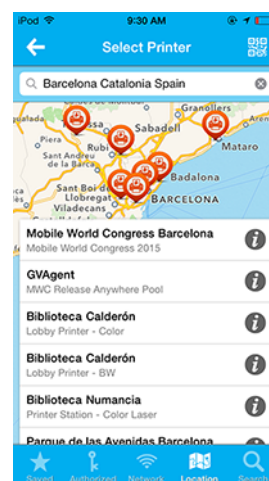 iPod 9:30 AM
Select Printer
Barcelona Catalonia Spain
Granollers
Sabadell
Piera
Rubi
Mataro
Sant Andreu
de la Barca
Badalona
Sant Boi de
Llobregat
BARCELONA
Viladecans
Mobile World Congress Barcelona
Mobile World Congress 2015
GVAgent
MWC Release Anywhere Pool
Biblioteca Calderón
Lobby Printer - Color
Biblioteca Calderón
Lobby Printer - BW
Biblioteca Numancia
Printer Station - Color Laser
Parque de las Avenidas Barcelona
Saved Authorized Network Location Search